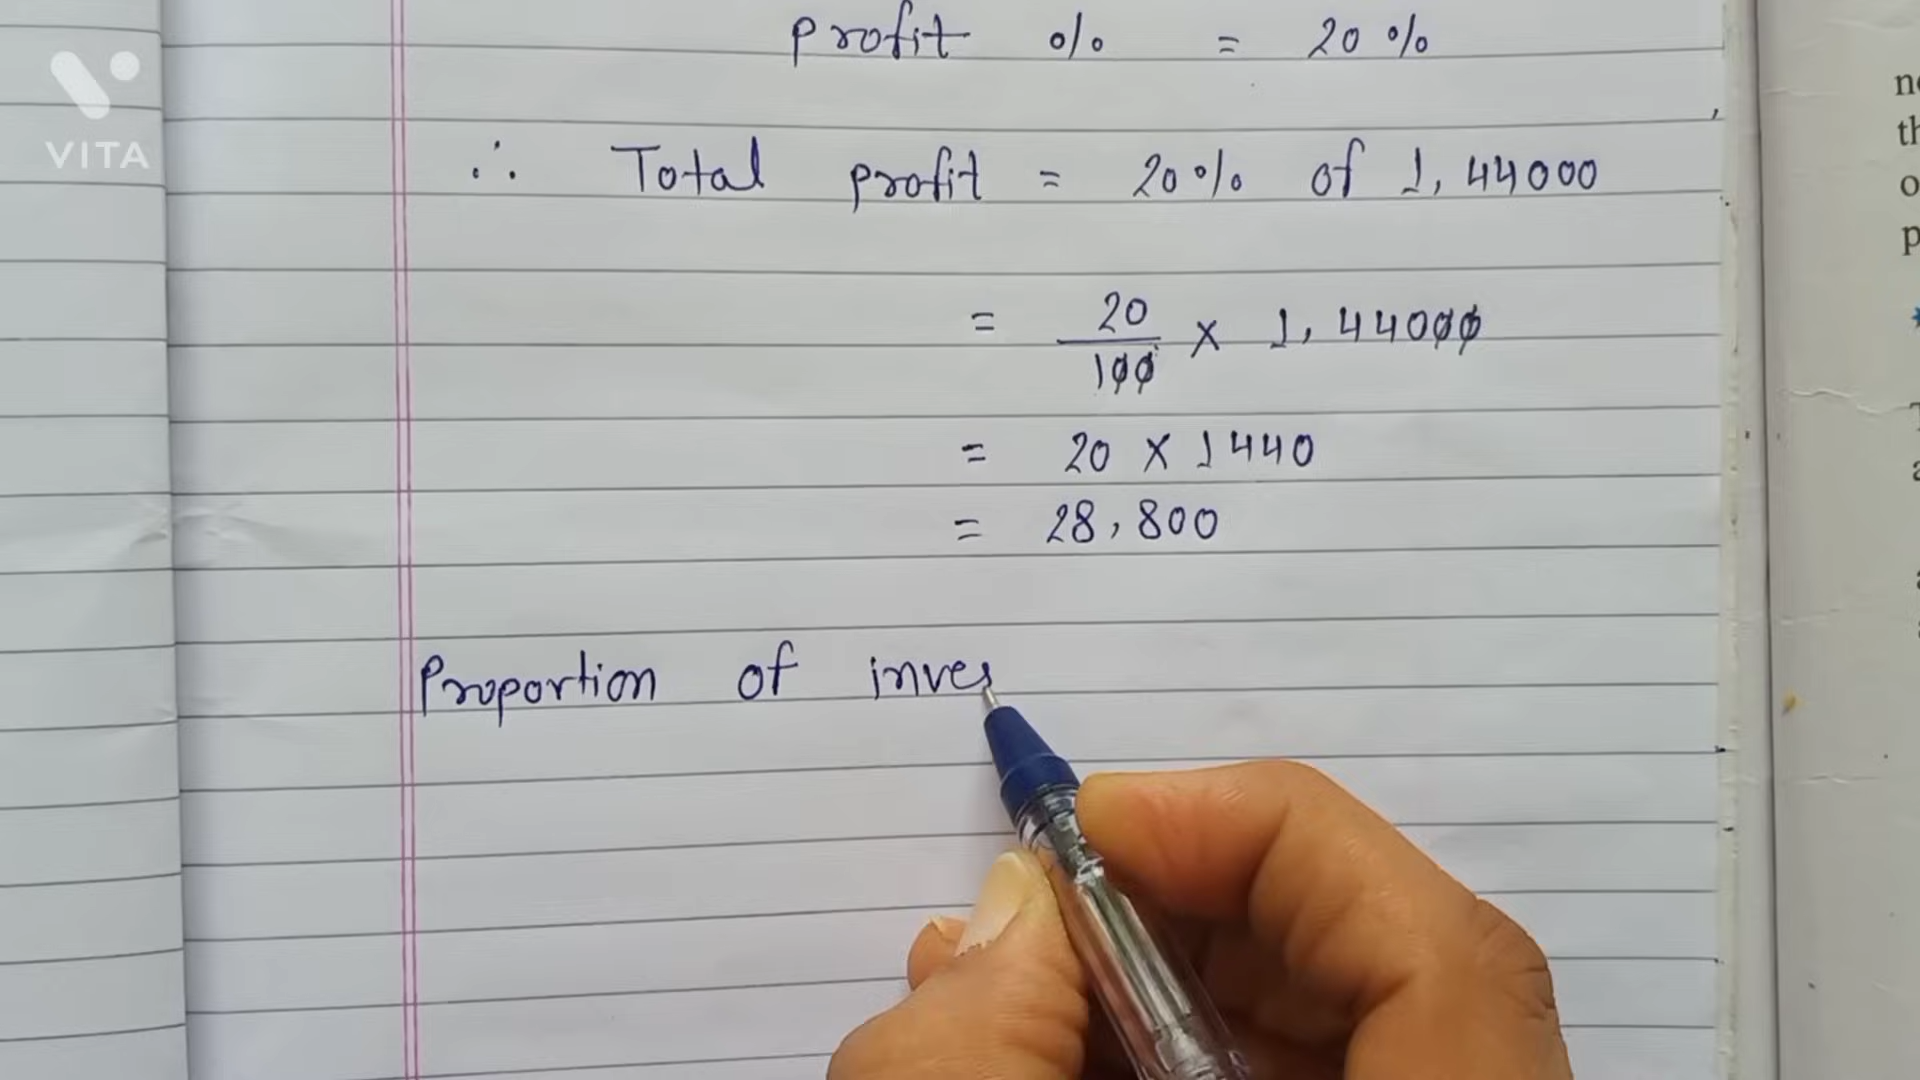 VITA
Profit % = 20%
∴ Total profit = 20% of 1,44000
= 20/100 × 1,44000
= 20 × 1440
= 28,800
Proportion of inves